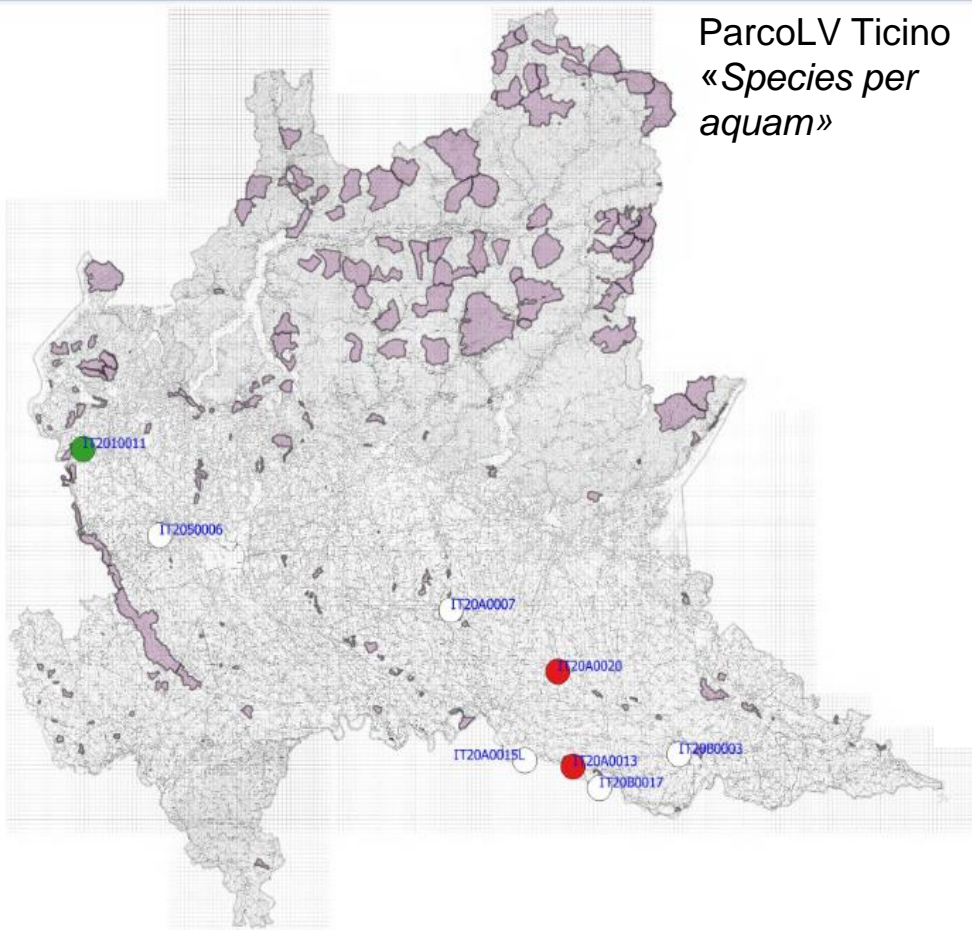 ParcoLV Ticino
«Species per
aquam»
IT2010011
IT2050006
IT20A0007
IT20A0020
IT20B0003
IT20A0015L
IT20A0013
IT20B0017